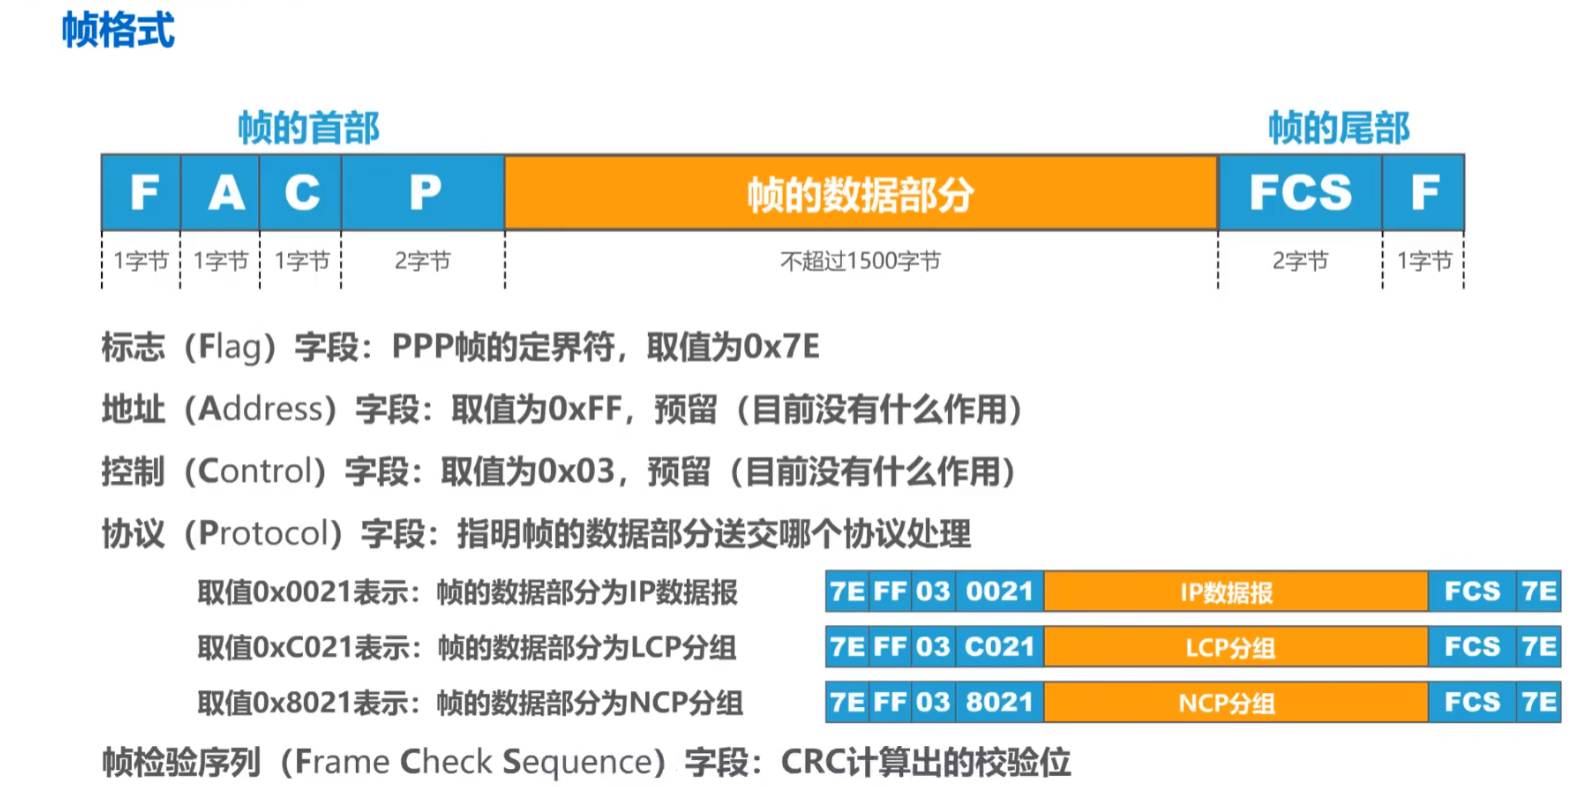 帧格式
帧的首部 帧的尾部
F A C P 帧的数据部分 FCS F
1字节 1字节 1字节 2字节 不超过1500字节 2字节 1字节
标志（Flag）字段：PPP帧的定界符，取值为0x7E
地址（Address）字段：取值为0xFF，预留（目前没有什么作用）
控制（Control）字段：取值为0x03，预留（目前没有什么作用）
协议（Protocol）字段：指明帧的数据部分送交哪个协议处理
取值0x0021表示：帧的数据部分为IP数据报 7E FF 03 0021 IP数据报 FCS 7E
取值0xC021表示：帧的数据部分为LCP分组 7E FF 03 C021 LCP分组 FCS 7E
取值0x8021表示：帧的数据部分为NCP分组 7E FF 03 8021 NCP分组 FCS 7E
帧检验序列（Frame Check Sequence）字段：CRC计算出的校验位